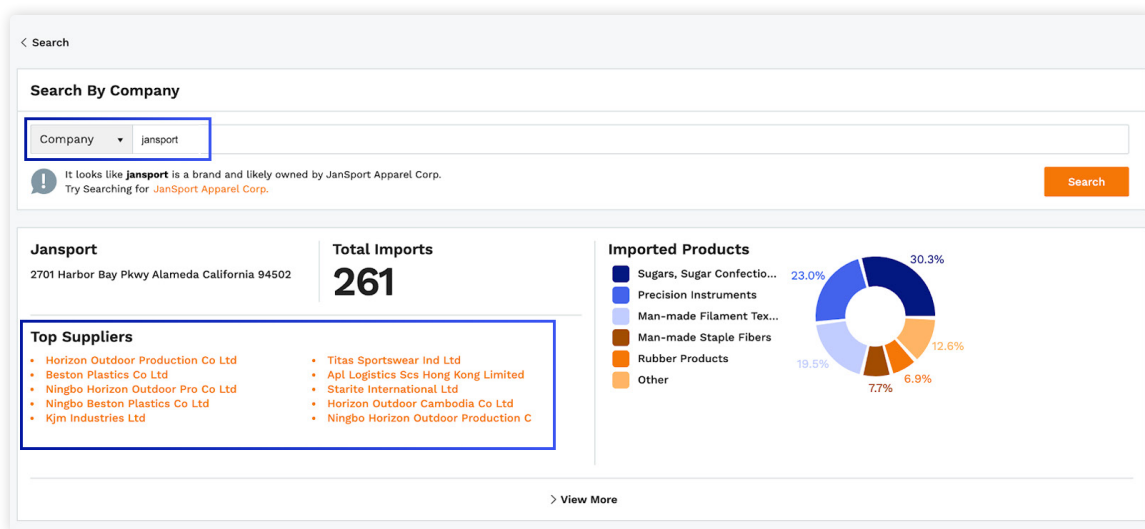 < Search
Search By Company
Company
jansport
It looks like jansport is a brand and likely owned by JanSport Apparel Corp.
Try Searching for JanSport Apparel Corp.
Search
Jansport
2701 Harbor Bay Pkwy Alameda California 94502
Total Imports
261
Top Suppliers
• Horizon Outdoor Production Co Ltd
• Beston Plastics Co Ltd
• Ningbo Horizon Outdoor Pro Co Ltd
• Ningbo Beston Plastics Co Ltd
• Kjm Industries Ltd
• Titas Sportswear Ind Ltd
• Apl Logistics Scs Hong Kong Limited
• Starite International Ltd
• Horizon Outdoor Cambodia Co Ltd
• Ningbo Horizon Outdoor Production C
Imported Products
Sugars, Sugar Confectio...
Precision Instruments
Man-made Filament Tex...
Man-made Staple Fibers
Rubber Products
Other
30.3%
23.0%
19.5%
12.6%
6.9%
7.7%
> View More